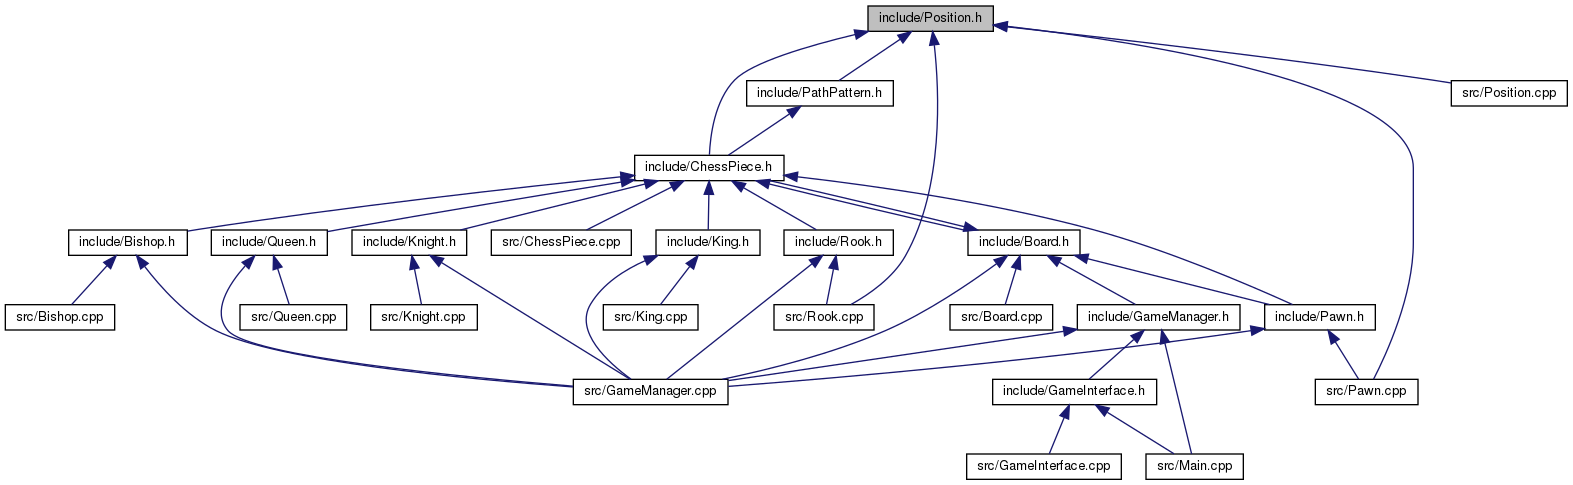 include/Position.h
include/PathPattern.h
src/Position.cpp
include/ChessPiece.h
include/Bishop.h
include/Queen.h
include/Knight.h
src/ChessPiece.cpp
include/King.h
include/Rook.h
include/Board.h
src/Bishop.cpp
src/Queen.cpp
src/Knight.cpp
src/King.cpp
src/Rook.cpp
src/Board.cpp
include/GameManager.h
include/Pawn.h
src/GameManager.cpp
include/GameInterface.h
src/Pawn.cpp
src/GameInterface.cpp
src/Main.cpp